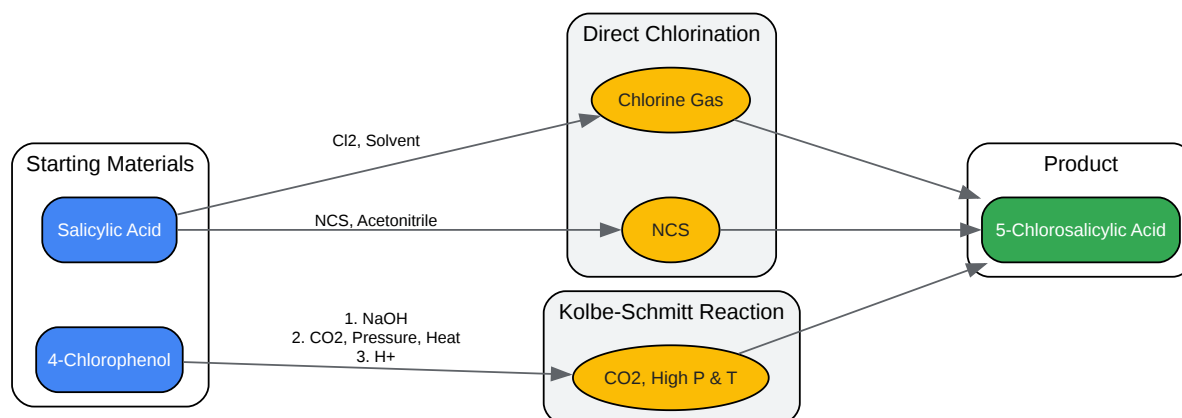 Direct Chlorination
Chlorine Gas
Cl2, Solvent
Starting Materials
Product
Salicylic Acid
NCS, Acetonitrile
NCS
5-Chlorosalicylic Acid
Kolbe-Schmitt Reaction
1. NaOH
2. CO2, Pressure, Heat
3. H+
4-Chlorophenol
CO2, High P & T